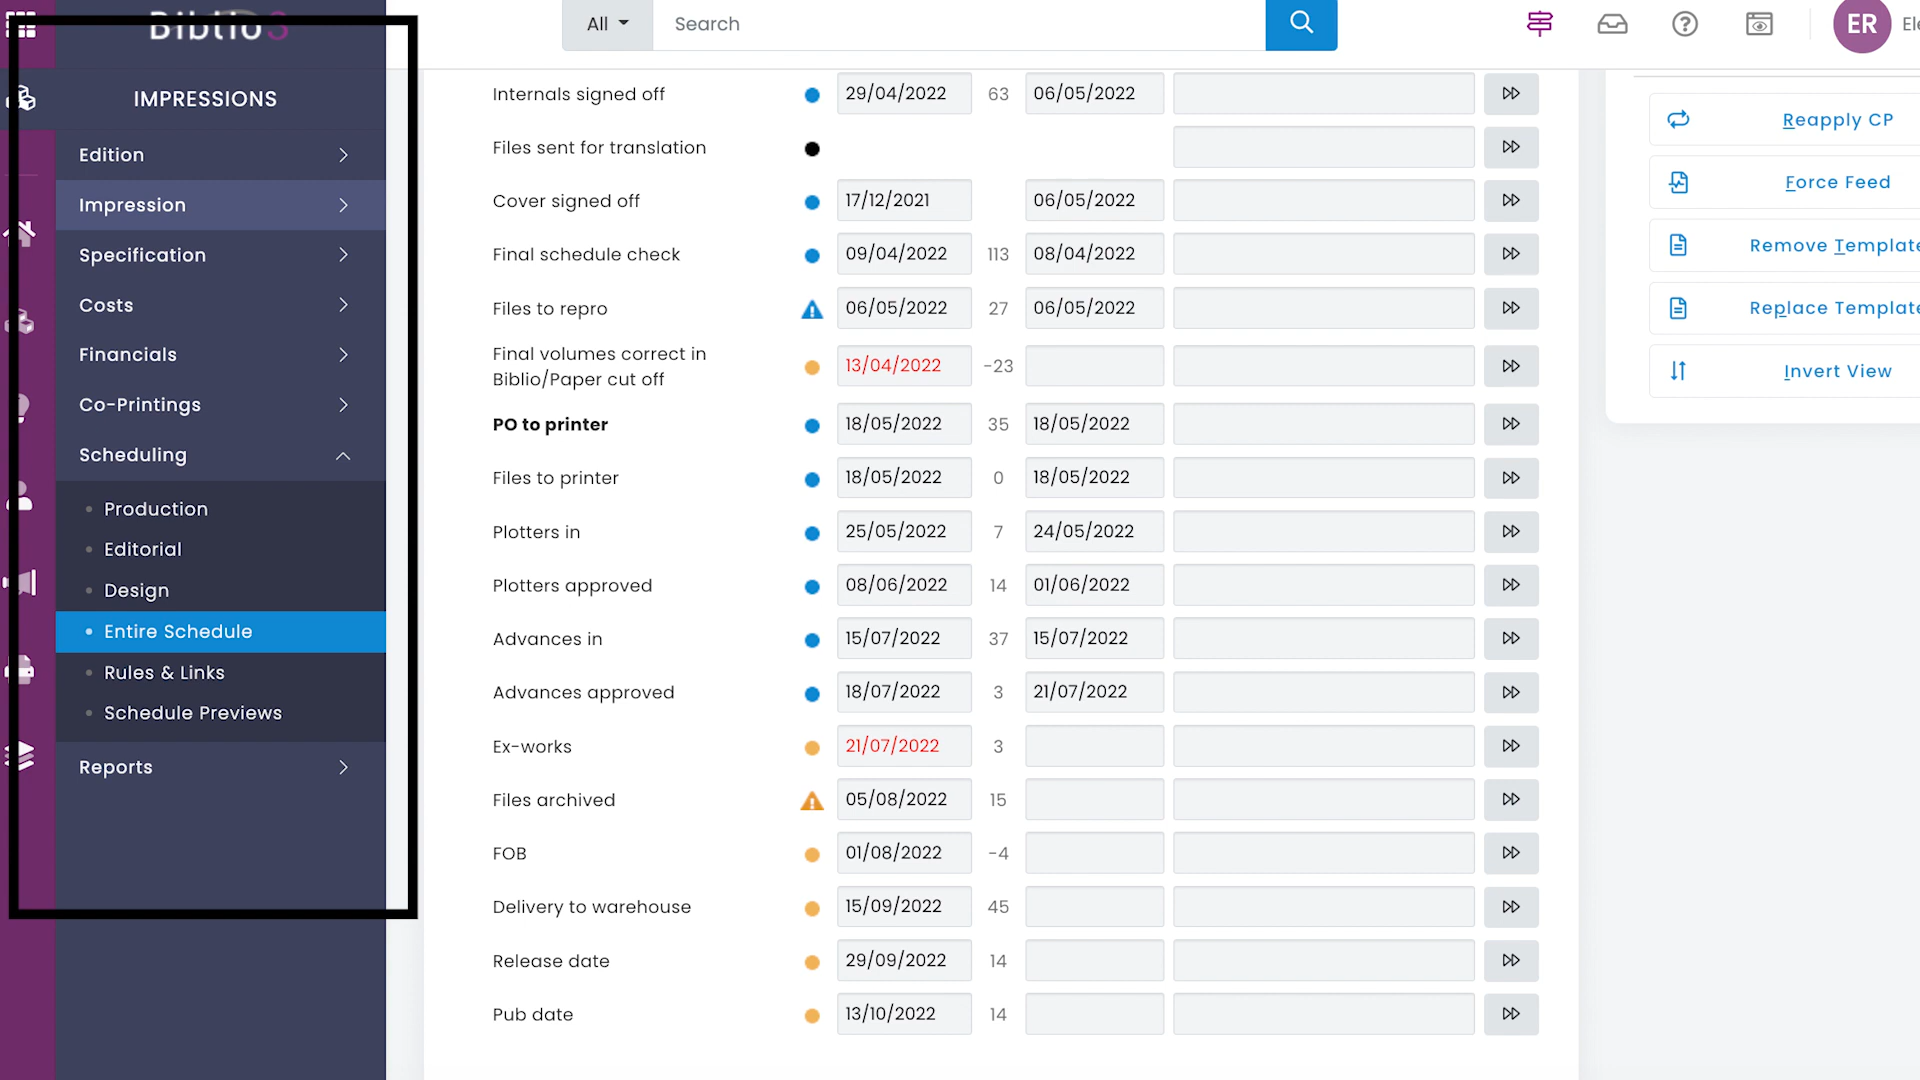 Biblio3
IMPRESSIONS
Edition
Impression
Specification
Costs
Financials
Co-Printings
Scheduling
Production
Editorial
Design
Entire Schedule
Rules & Links
Schedule Previews
Reports
All
Search
ER
Internals signed off 29/04/2022 63 06/05/2022
Files sent for translation
Cover signed off 17/12/2021 06/05/2022
Final schedule check 09/04/2022 113 08/04/2022
Files to repro 06/05/2022 27 06/05/2022
Final volumes correct in
Biblio/Paper cut off 13/04/2022 -23
PO to printer 18/05/2022 35 18/05/2022
Files to printer 18/05/2022 0 18/05/2022
Plotters in 25/05/2022 7 24/05/2022
Plotters approved 08/06/2022 14 01/06/2022
Advances in 15/07/2022 37 15/07/2022
Advances approved 18/07/2022 3 21/07/2022
Ex-works 21/07/2022 3
Files archived 05/08/2022 15
FOB 01/08/2022 -4
Delivery to warehouse 15/09/2022 45
Release date 29/09/2022 14
Pub date 13/10/2022 14
Reapply CP
Force Feed
Remove Template
Replace Template
Invert View